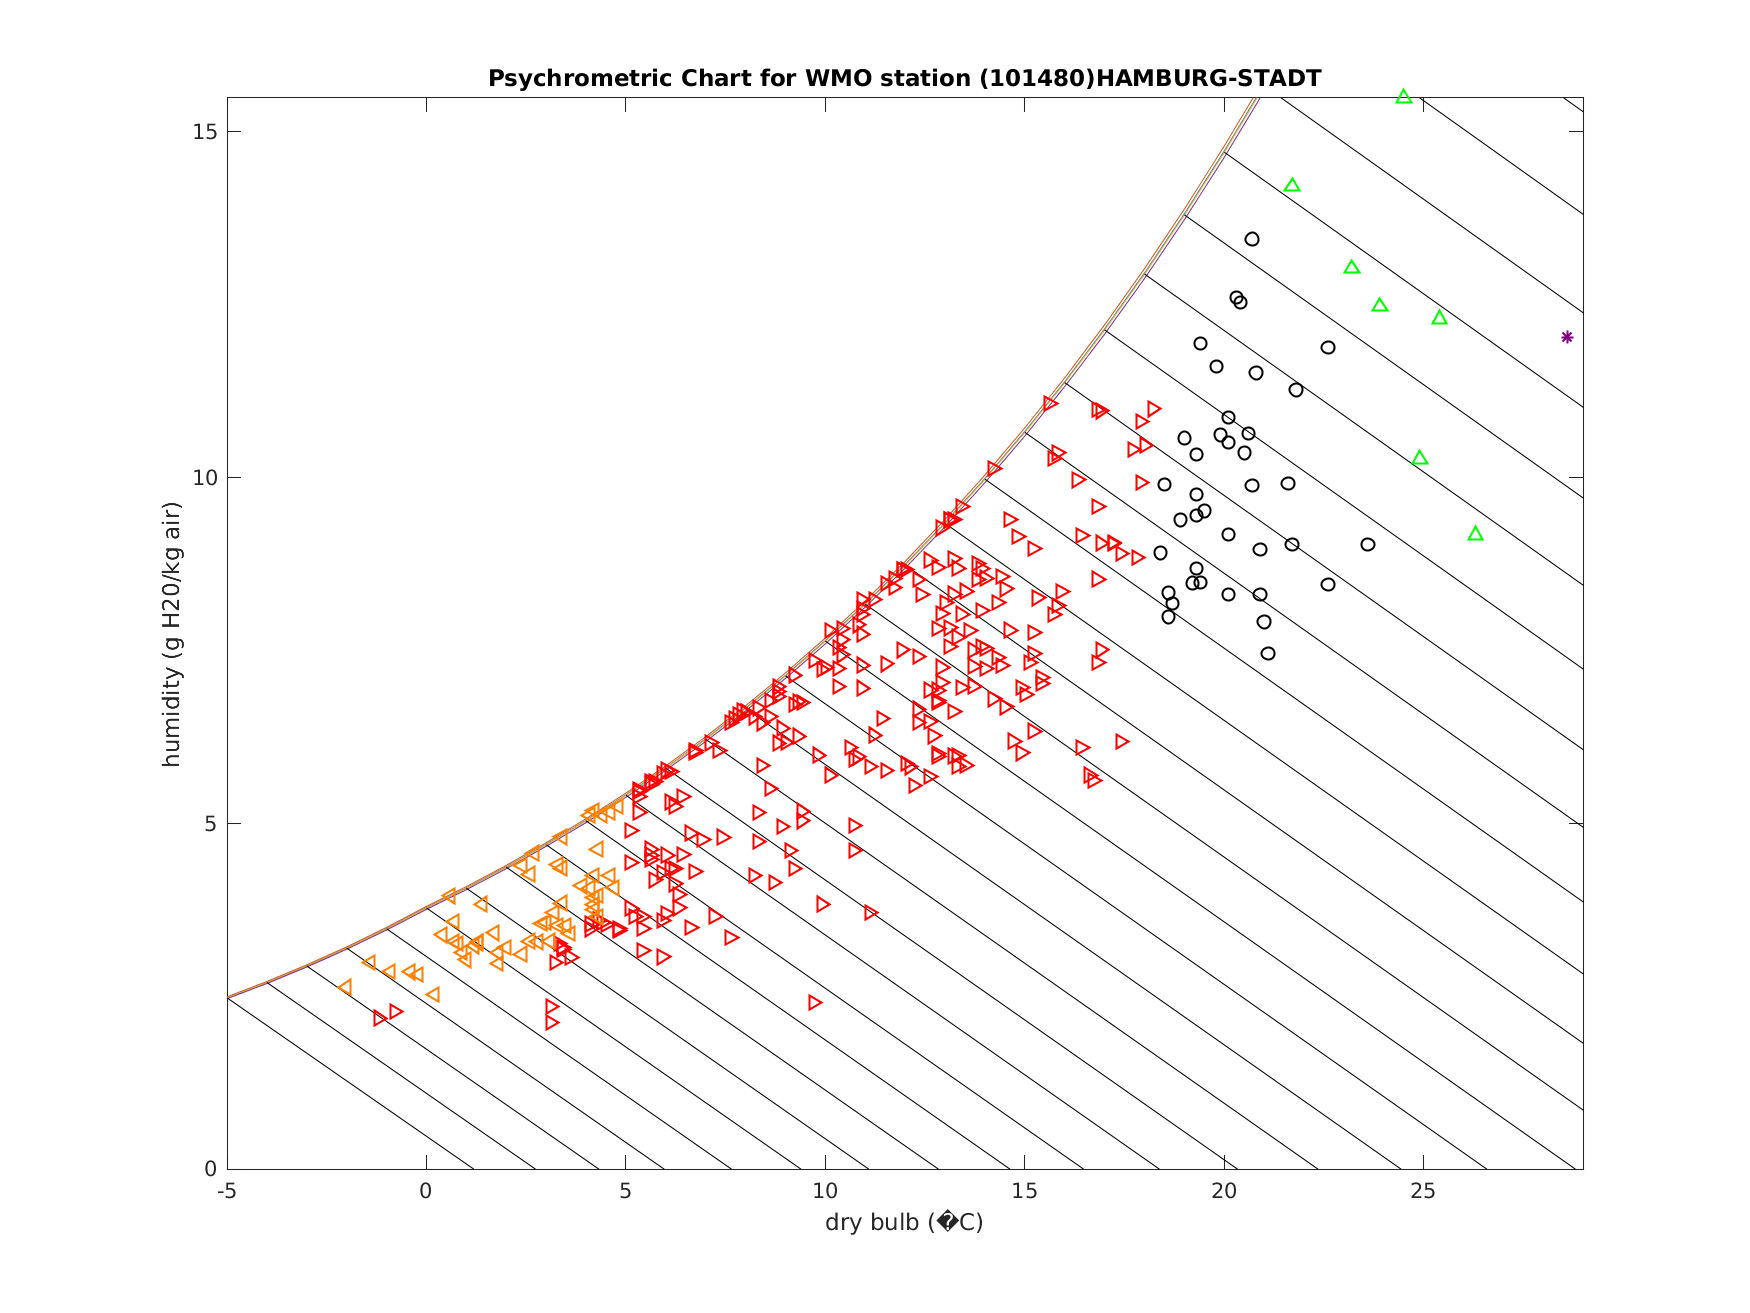 Psychrometric Chart for WMO station (101480)HAMBURG-STADT
15
10
5
0
humidity (g H20/kg air)
-5 0 5 10 15 20 25
dry bulb (�C)